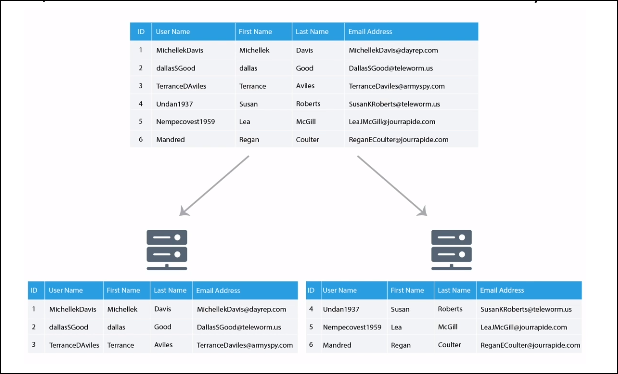 ID User Name First Name Last Name Email Address
1 MichellekDavis Michellek Davis MichellekDavis@dayrep.com
2 dallasSGood dallas Good DallasSGood@teleworm.us
3 TerranceDAviles Terrance Aviles TerranceDaviles@armyspy.com
4 Undan1937 Susan Roberts SusanKRoberts@teleworm.us
5 Nempecovest1959 Lea McGill LeaJMcGill@jourrapide.com
6 Mandred Regan Coulter ReganECoulter@jourrapide.com
ID User Name First Name Last Name Email Address
1 MichellekDavis Michellek Davis MichellekDavis@dayrep.com
2 dallasSGood dallas Good DallasSGood@teleworm.us
3 TerranceDAviles Terrance Aviles TerranceDaviles@armyspy.com
ID User Name First Name Last Name Email Address
4 Undan1937 Susan Roberts SusanKRoberts@teleworm.us
5 Nempecovest1959 Lea McGill LeaJMcGill@jourrapide.com
6 Mandred Regan Coulter ReganECoulter@jourrapide.com